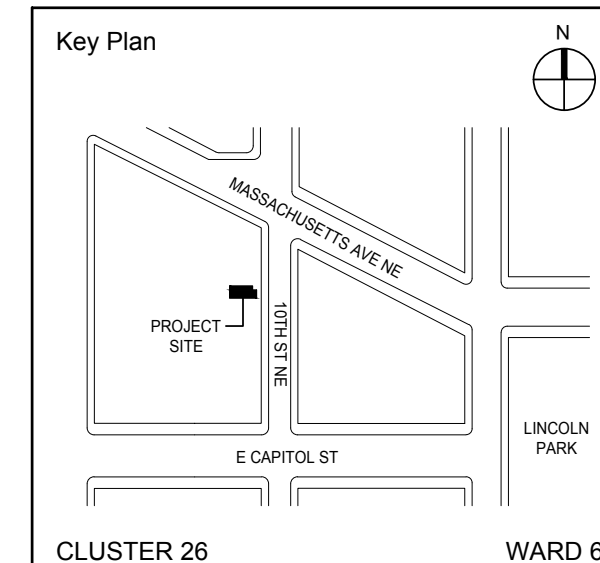 Key Plan
N
MASSACHUSETTS AVE NE
PROJECT
SITE
10TH ST NE
LINCOLN
PARK
E CAPITOL ST
CLUSTER 26
WARD 6